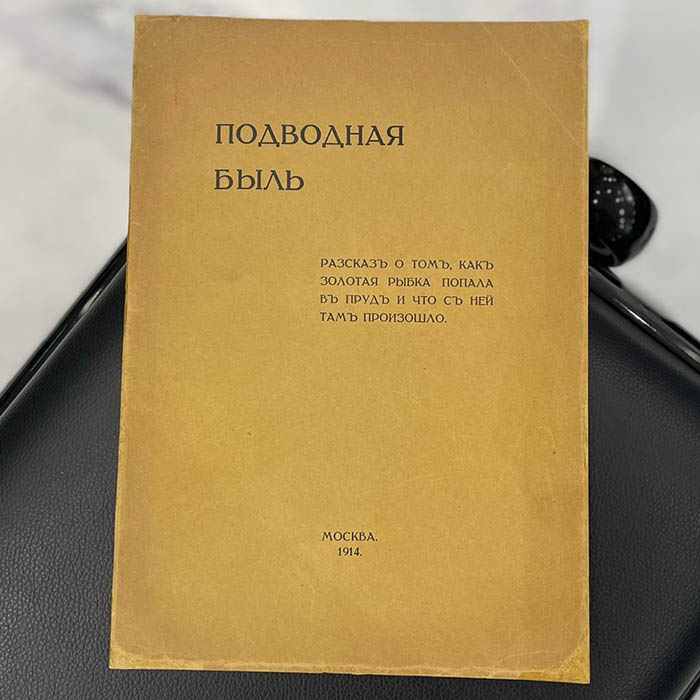 ПОДВОДНАЯ
БЫЛЬ
РАЗСКАЗЪ О ТОМЪ, КАКЪ
ЗОЛОТАЯ РЫБКА ПОПАЛА
ВЪ ПРУДЪ И ЧТО СЪ НЕЙ
ТАМЪ ПРОИЗОШЛО.
МОСКВА.
1914.